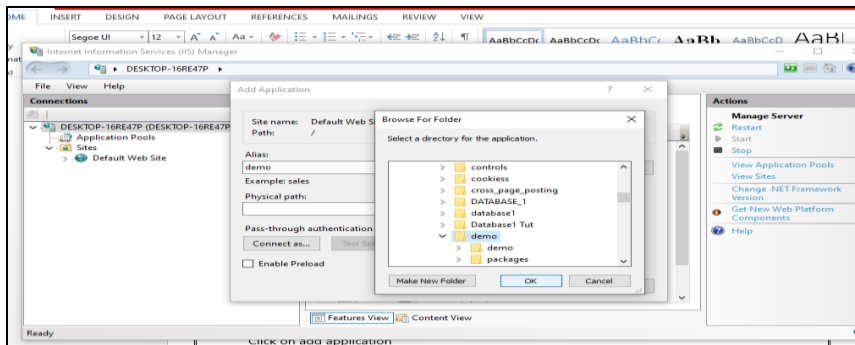 OME INSERT DESIGN PAGE LAYOUT REFERENCES MAILINGS REVIEW VIEW
Segoe UI 12 A A Aa
AaBbCcDc AaBbCcDc AaBbCc AaBb AaBbCcD AaBl
Internet Information Services (IIS) Manager
DESKTOP-16RE47P
File View Help
Connections
DESKTOP-16RE47P (DESKTOP-16RE47P
Application Pools
Sites
Default Web Site
Add Application ?
Site name: Default Web S
Path: /
Alias:
demo
Example: sales
Physical path:
Pass-through authentication
Connect as... Test Set
Enable Preload
Browse For Folder
Select a directory for the application.
controls
cookiess
cross_page_posting
DATABASE_1
database1
Database1 Tut
demo
demo
packages
Make New Folder OK Cancel
Actions
Manage Server
Restart
Start
Stop
View Application Pools
View Sites
Change .NET Framework
Version
Get New Web Platform
Components
Help
Features View Content View
Ready
Click on add application